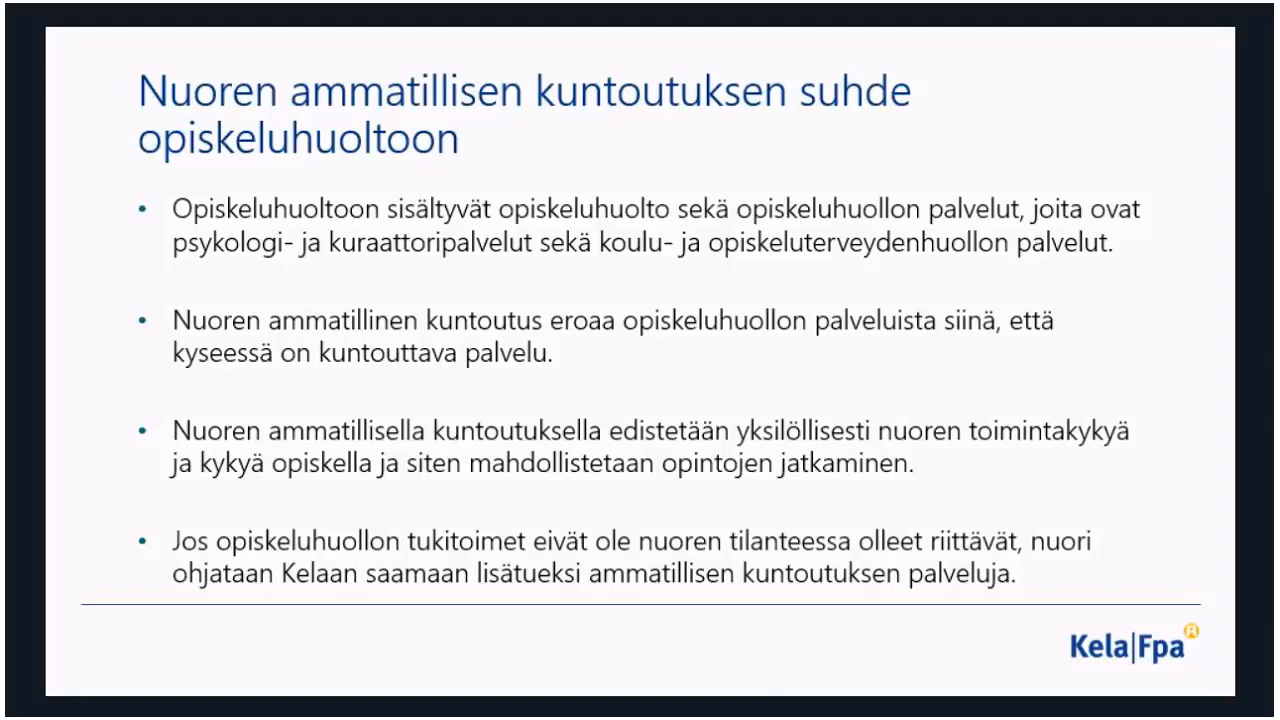 Nuoren ammatillisen kuntoutuksen suhde
opiskeluhuoltoon
• Opiskeluhuoltoon sisältyvät opiskeluhuolto sekä opiskeluhuollon palvelut, joita ovat
psykologi- ja kuraattoripalvelut sekä koulu- ja opiskeluterveydenhuollon palvelut.
• Nuoren ammatillinen kuntoutus eroaa opiskeluhuollon palveluista siinä, että
kyseessä on kuntouttava palvelu.
• Nuoren ammatillisella kuntoutuksella edistetään yksilöllisesti nuoren toimintakykyä
ja kykyä opiskella ja siten mahdollistetaan opintojen jatkaminen.
• Jos opiskeluhuollon tukitoimet eivät ole nuoren tilanteessa olleet riittävät, nuori
ohjataan Kelaan saamaan lisätueksi ammatillisen kuntoutuksen palveluja.
Kela|Fpa